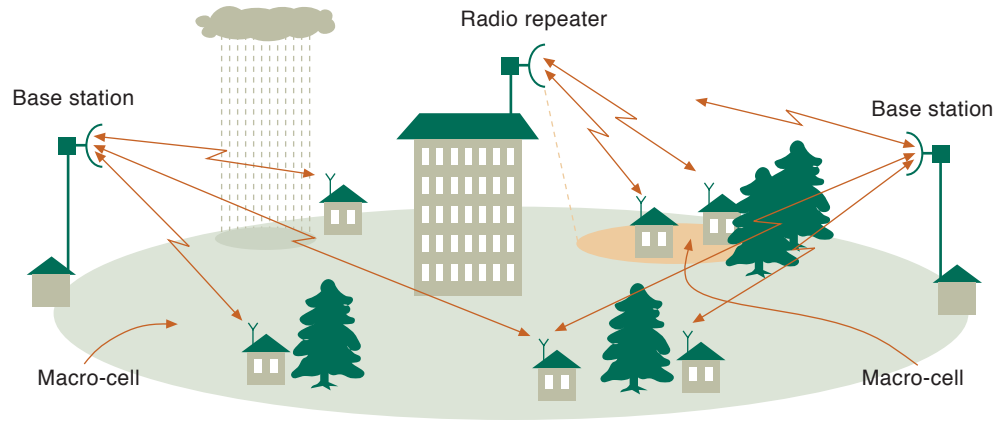 Radio repeater
Base station
Base station
Macro-cell
Macro-cell